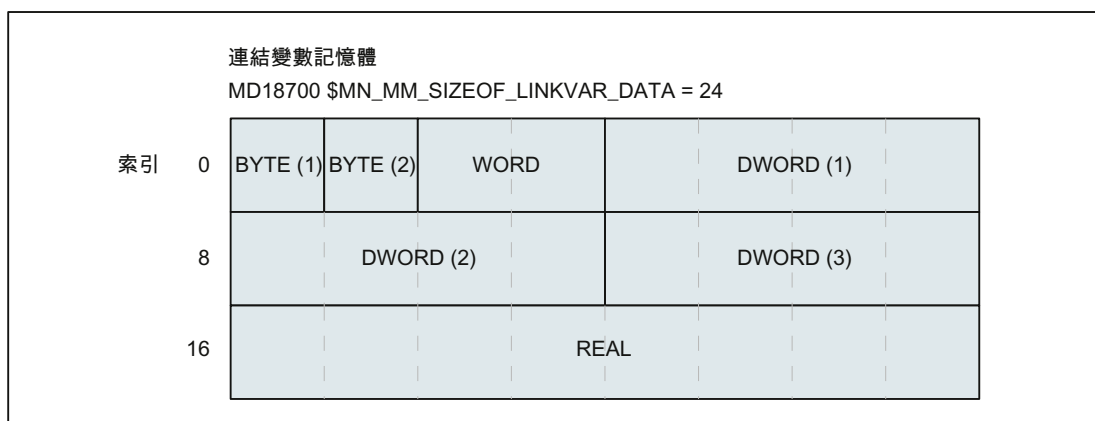 連結變數記憶體
MD18700 $MN_MM_SIZEOF_LINKVAR_DATA = 24
索引 0 BYTE (1) BYTE (2) WORD DWORD (1)
8 DWORD (2) DWORD (3)
16 REAL